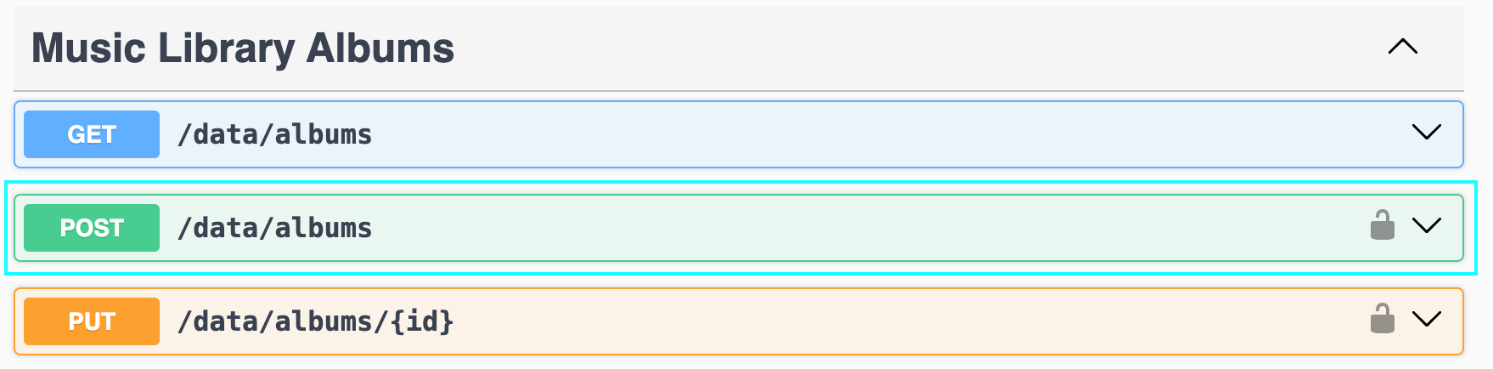 Music Library Albums
GET /data/albums
POST /data/albums
PUT /data/albums/{id}